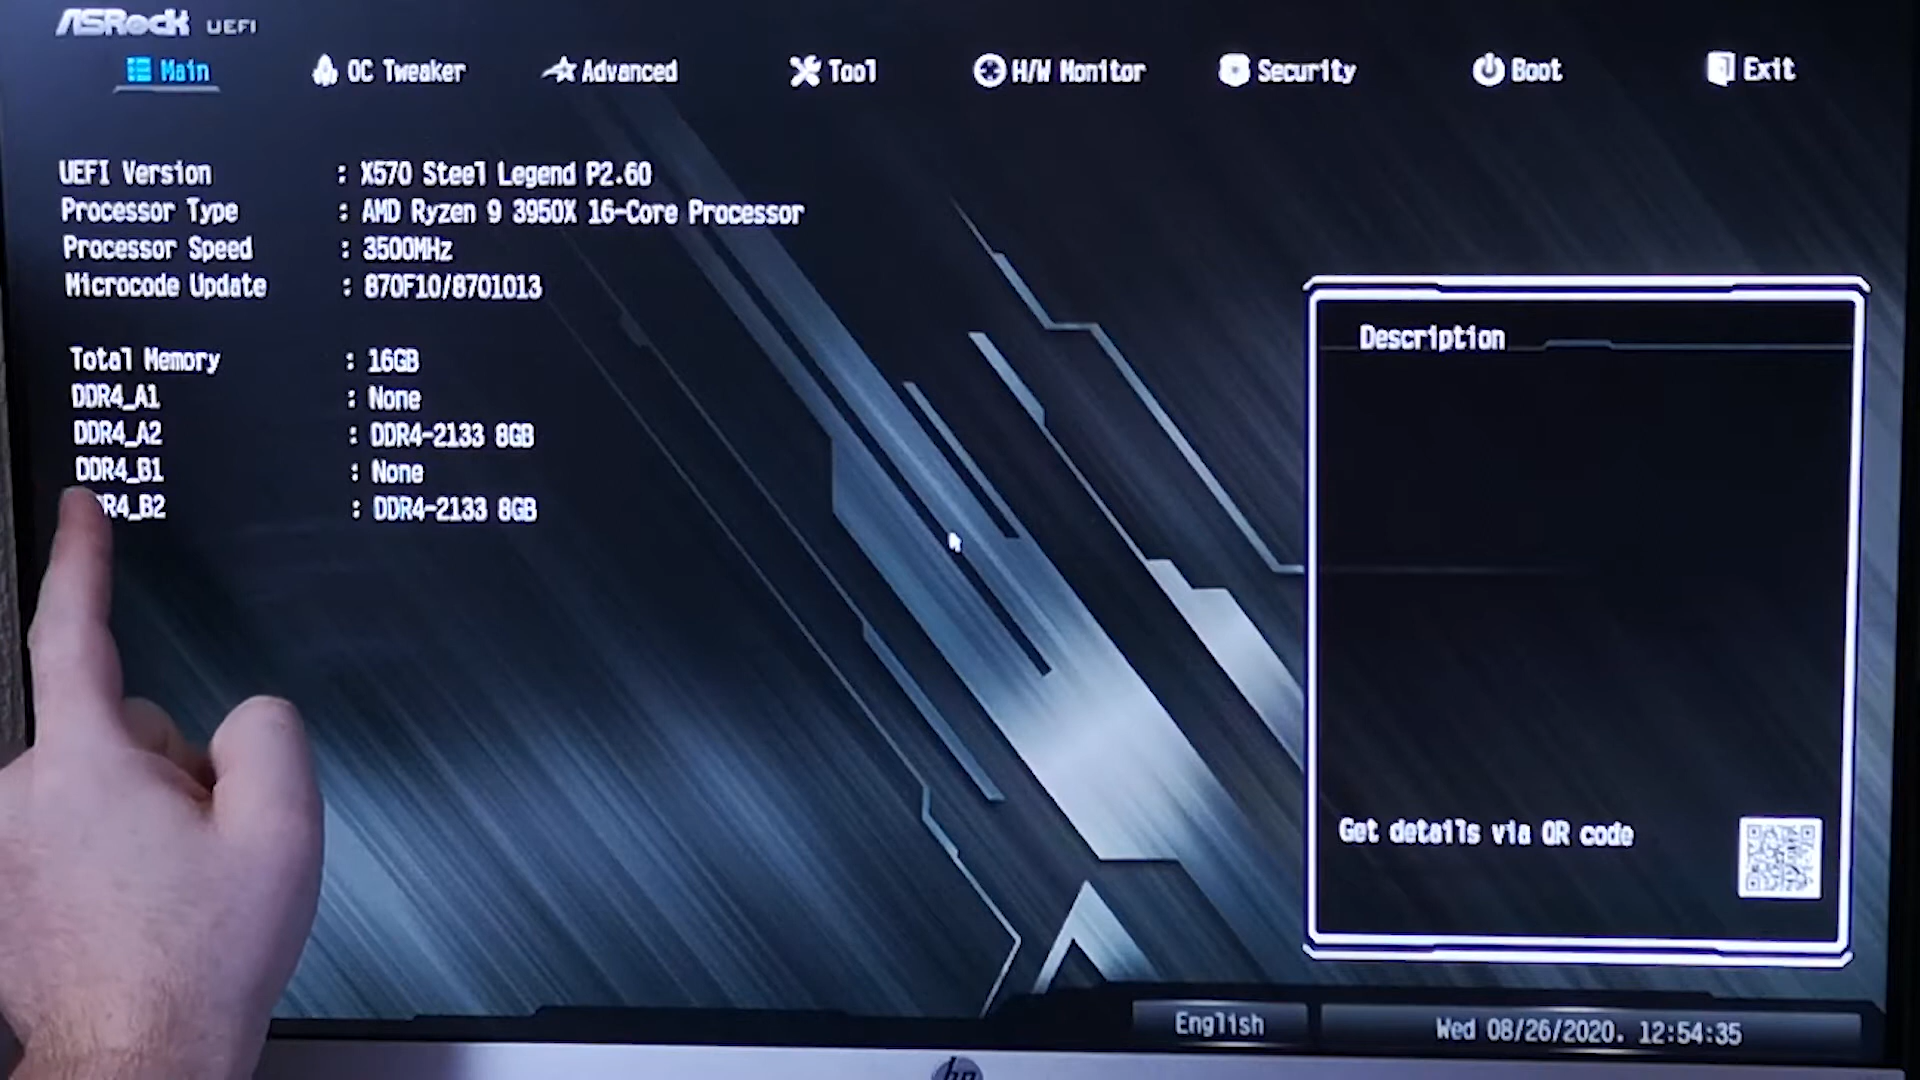 ASRock UEFI
Main OC Tweaker Advanced Tool H/W Monitor Security Boot Exit
UEFI Version : X570 Steel Legend P2.60
Processor Type : AMD Ryzen 9 3950X 16-Core Processor
Processor Speed : 3500MHz
Microcode Update : 870F10/8701013
Total Memory : 16GB
DDR4_A1 : None
DDR4_A2 : DDR4-2133 8GB
DDR4_B1 : None
R4_B2 : DDR4-2133 8GB
Description
Get details via QR code
English
Wed 08/26/2020. 12:54:35
hp